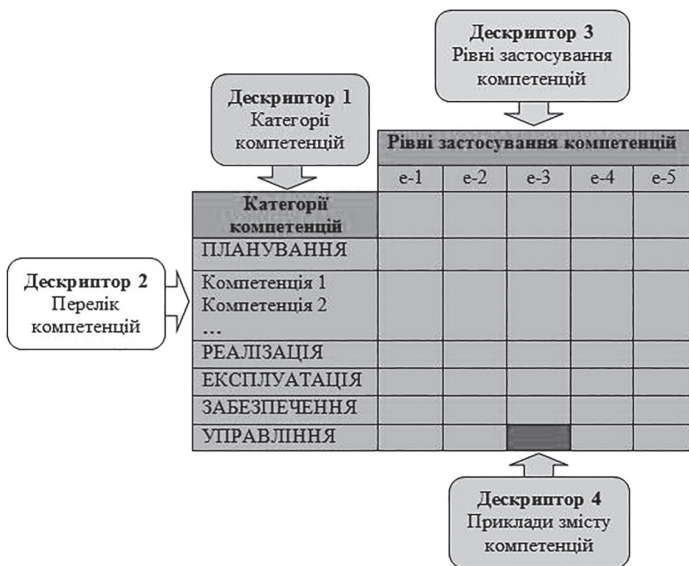 Дескриптор 3
Рівні застосування
компетенцій
Дескриптор 1
Категорії
компетенцій
Рівні застосування компетенцій
е-1 е-2 е-3 е-4 е-5
Категорії
компетенцій
ПЛАНУВАННЯ
Дескриптор 2
Перелік
компетенцій
Компетенція 1
Компетенція 2
...
РЕАЛІЗАЦІЯ
ЕКСПЛУАТАЦІЯ
ЗАБЕЗПЕЧЕННЯ
УПРАВЛІННЯ
Дескриптор 4
Приклади змісту
компетенцій